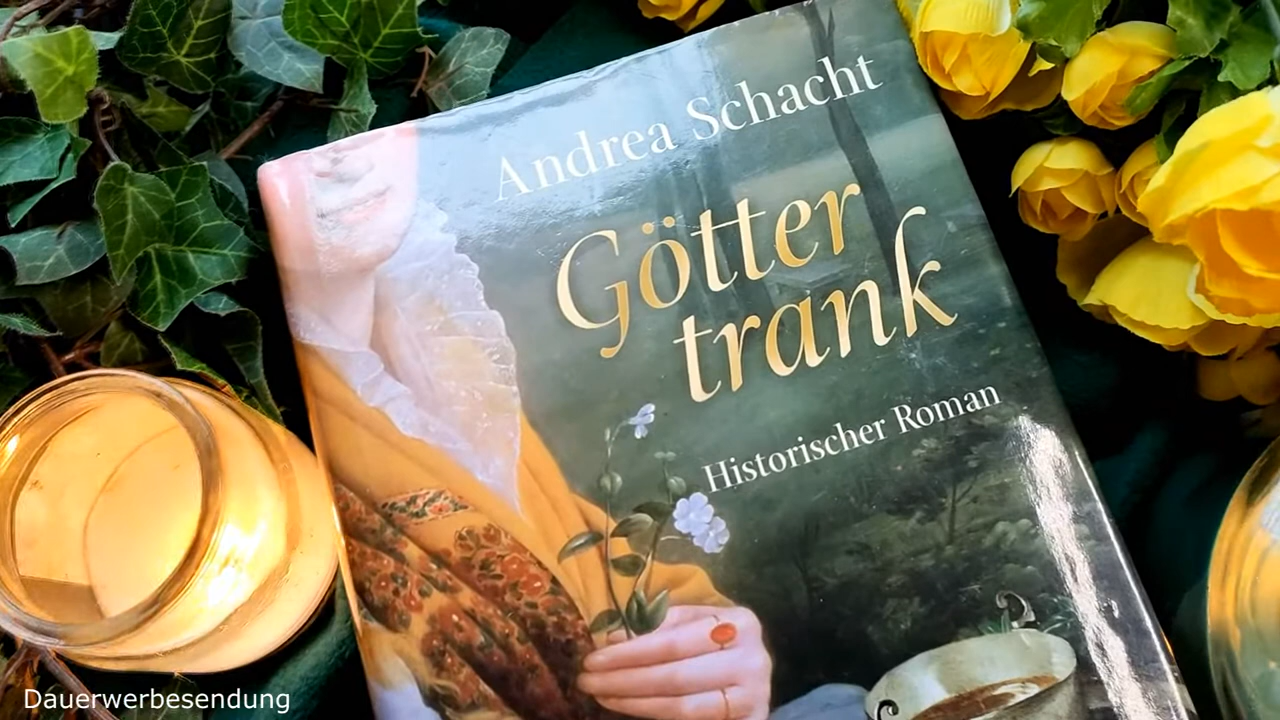 Andrea Schacht
Götter
trank
Historischer Roman
Dauerwerbesendung